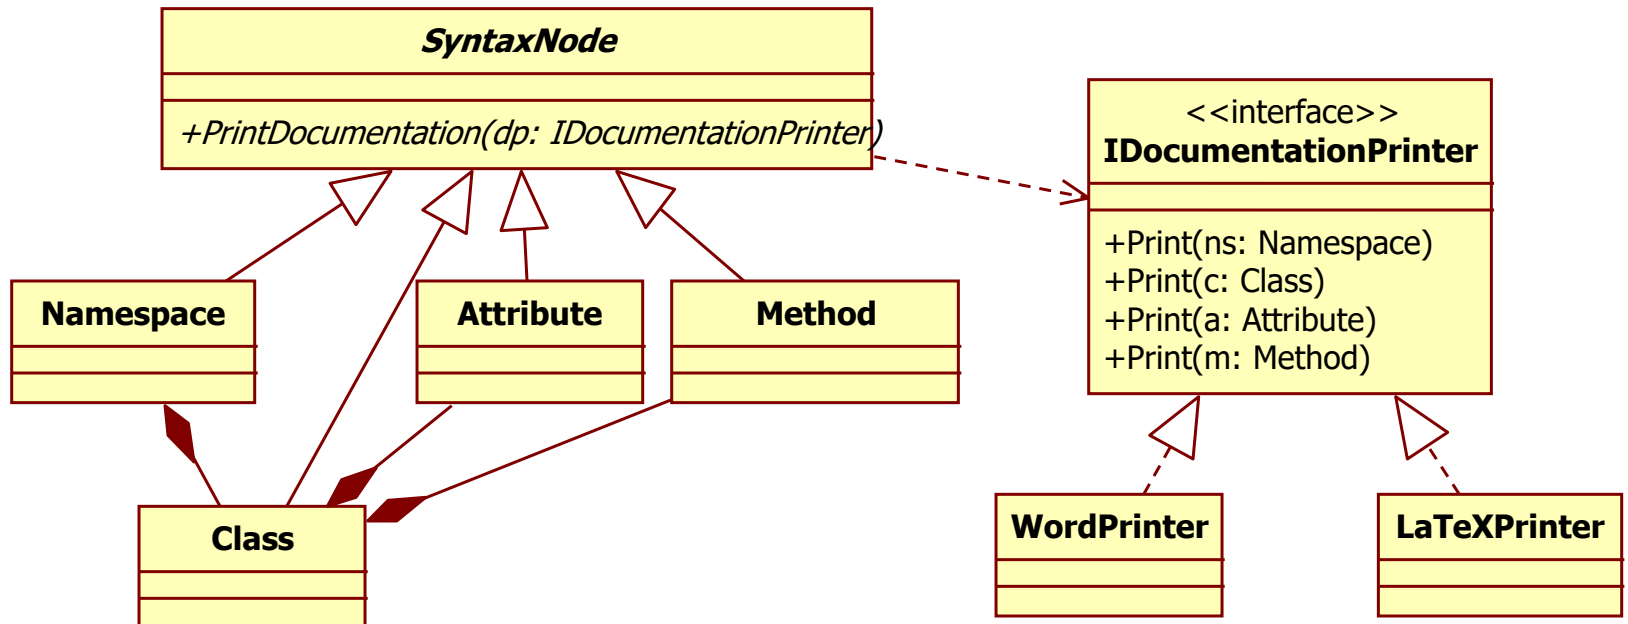 SyntaxNode
+PrintDocumentation(dp: IDocumentationPrinter)
<<interface>>
IDocumentationPrinter
+Print(ns: Namespace)
+Print(c: Class)
+Print(a: Attribute)
+Print(m: Method)
Namespace
Attribute
Method
Class
WordPrinter
LaTeXPrinter